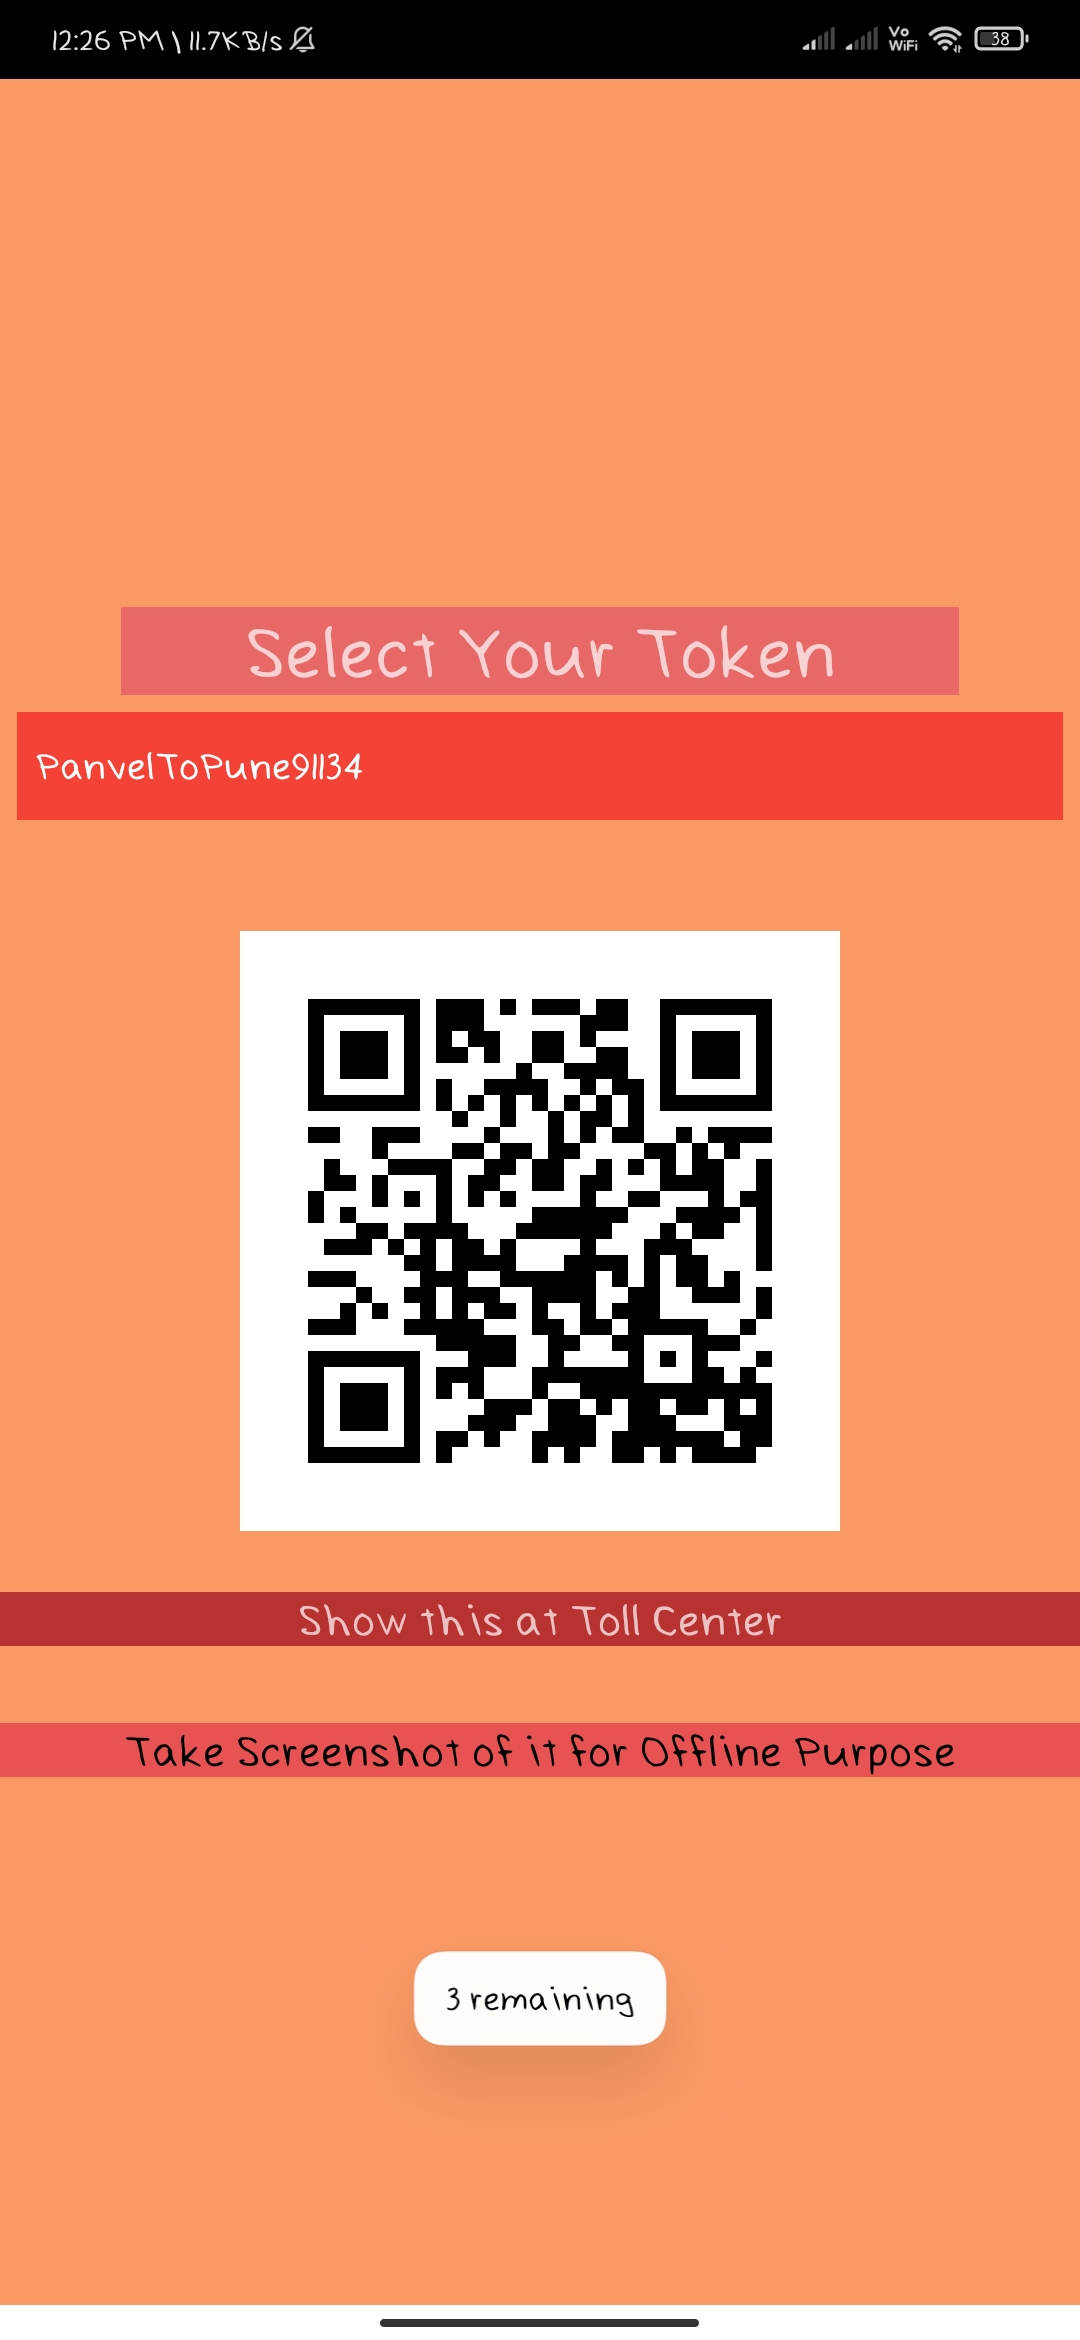 12:26 PM | 11.7KB/s
Vo
WiFi
38
Select Your Token
PanvelToPune91134
Show this at Toll Center
Take Screenshot of it for Offline Purpose
3 remaining